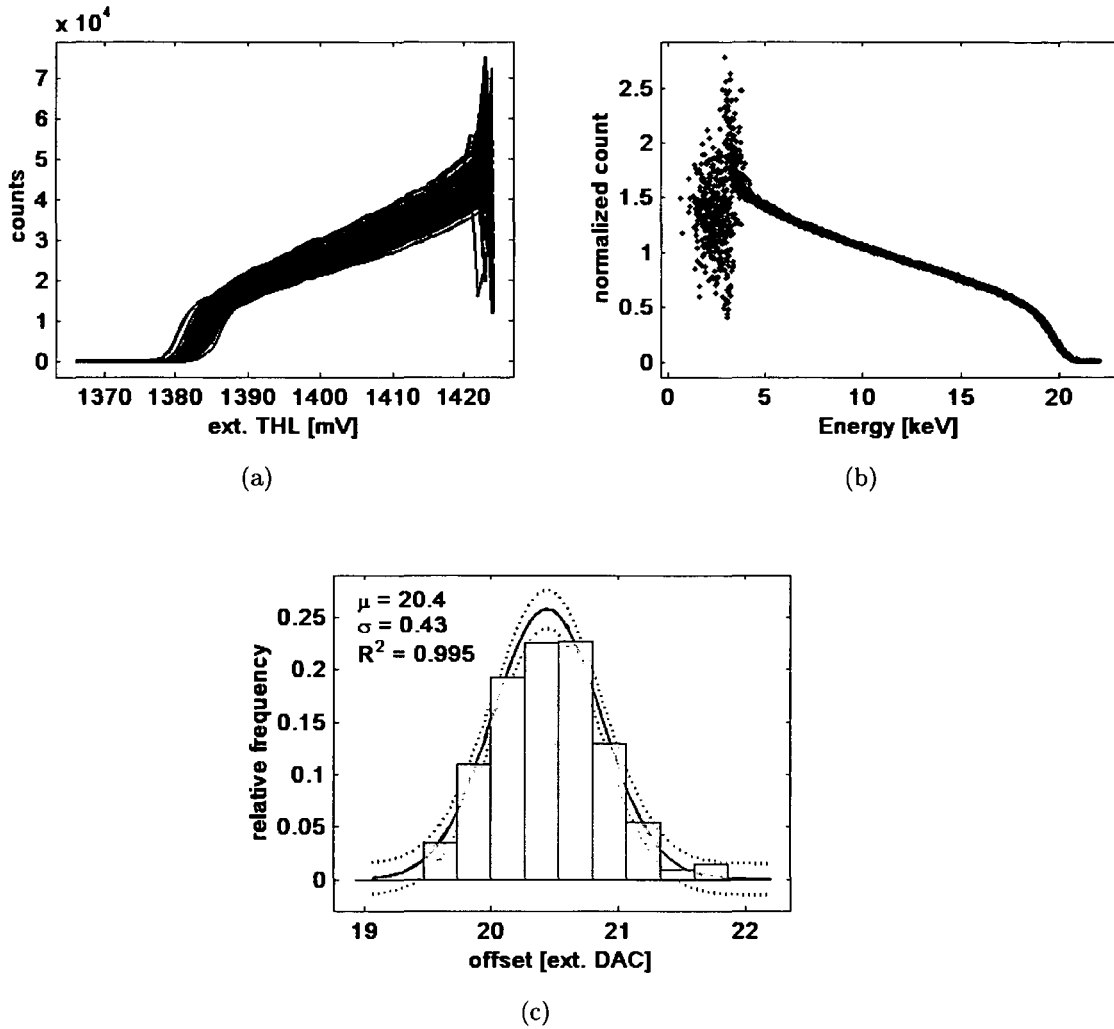 x 10^4
7
6
5
4
3
2
1
0
counts
1370 1380 1390 1400 1410 1420
ext. THL [mV]
(a)
2.5
2
1.5
1
0.5
0
normalized count
0 5 10 15 20
Energy [keV]
(b)
μ = 20.4
σ = 0.43
R^2 = 0.995
0.25
0.2
0.15
0.1
0.05
0
relative frequency
19 20 21 22
offset [ext. DAC]
(c)